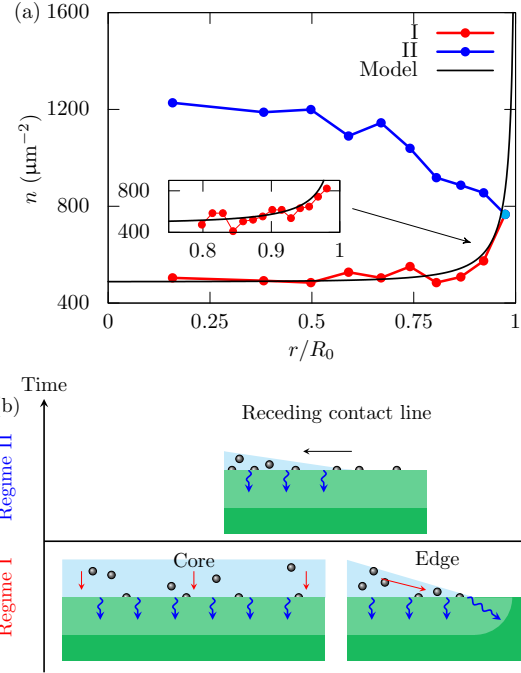 (a)
1600
1200
800
400
n (μm⁻²)
I
II
Model
800
400
0.8
0.9
1
0
0.25
0.5
0.75
1
r/R₀
Time
b)
Receding contact line
Regime II
Core
Edge
Regime I